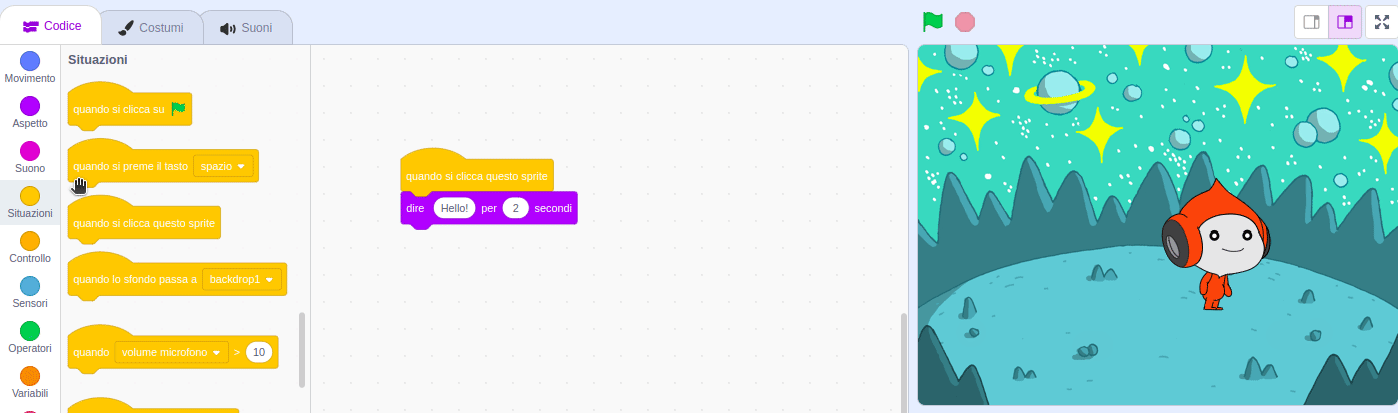 Codice
Costumi
Suoni
Movimento
Aspetto
Suono
Situazioni
Controllo
Sensori
Operatori
Variabili
Situazioni
quando si clicca su
quando si preme il tasto spazio
quando si clicca questo sprite
quando lo sfondo passa a backdrop1
quando volume microfono > 10
quando si clicca questo sprite
dire Hello! per 2 secondi